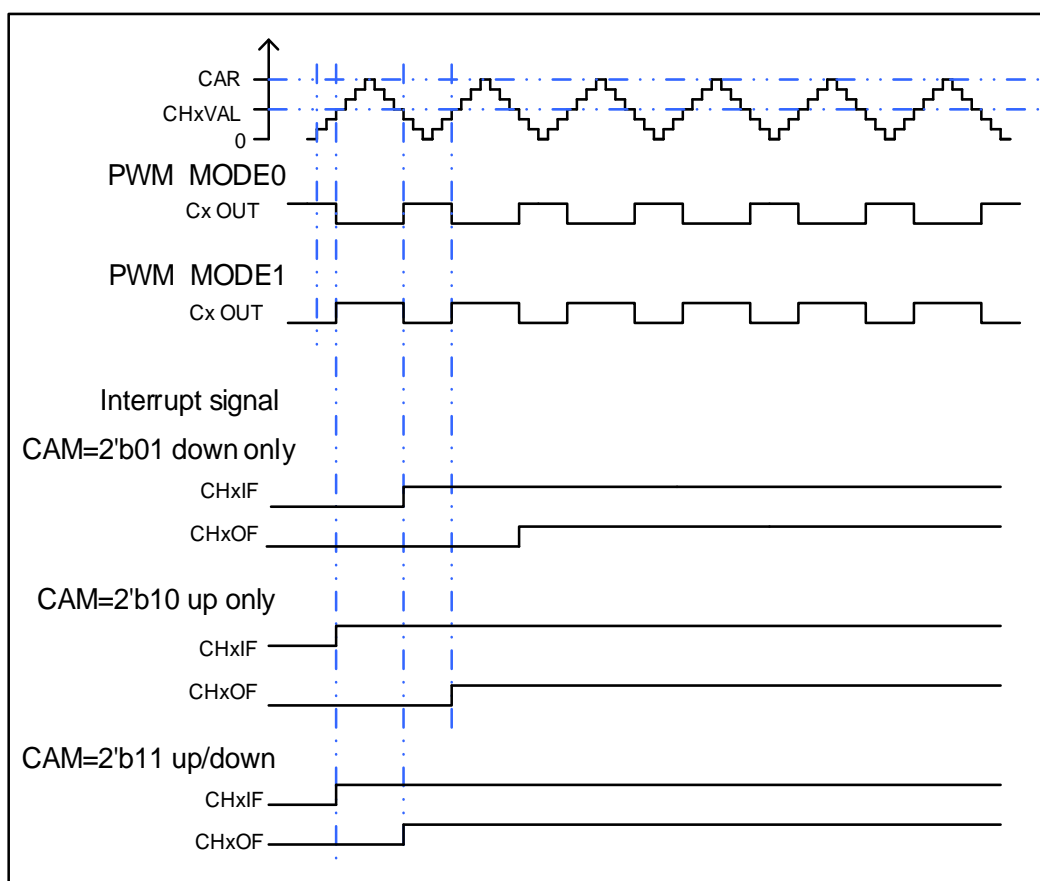 CAR
CHxVAL
0
PWM MODE0
Cx OUT
PWM MODE1
Cx OUT
Interrupt signal
CAM=2'b01 down only
CHxIF
CHxOF
CAM=2'b10 up only
CHxIF
CHxOF
CAM=2'b11 up/down
CHxIF
CHxOF